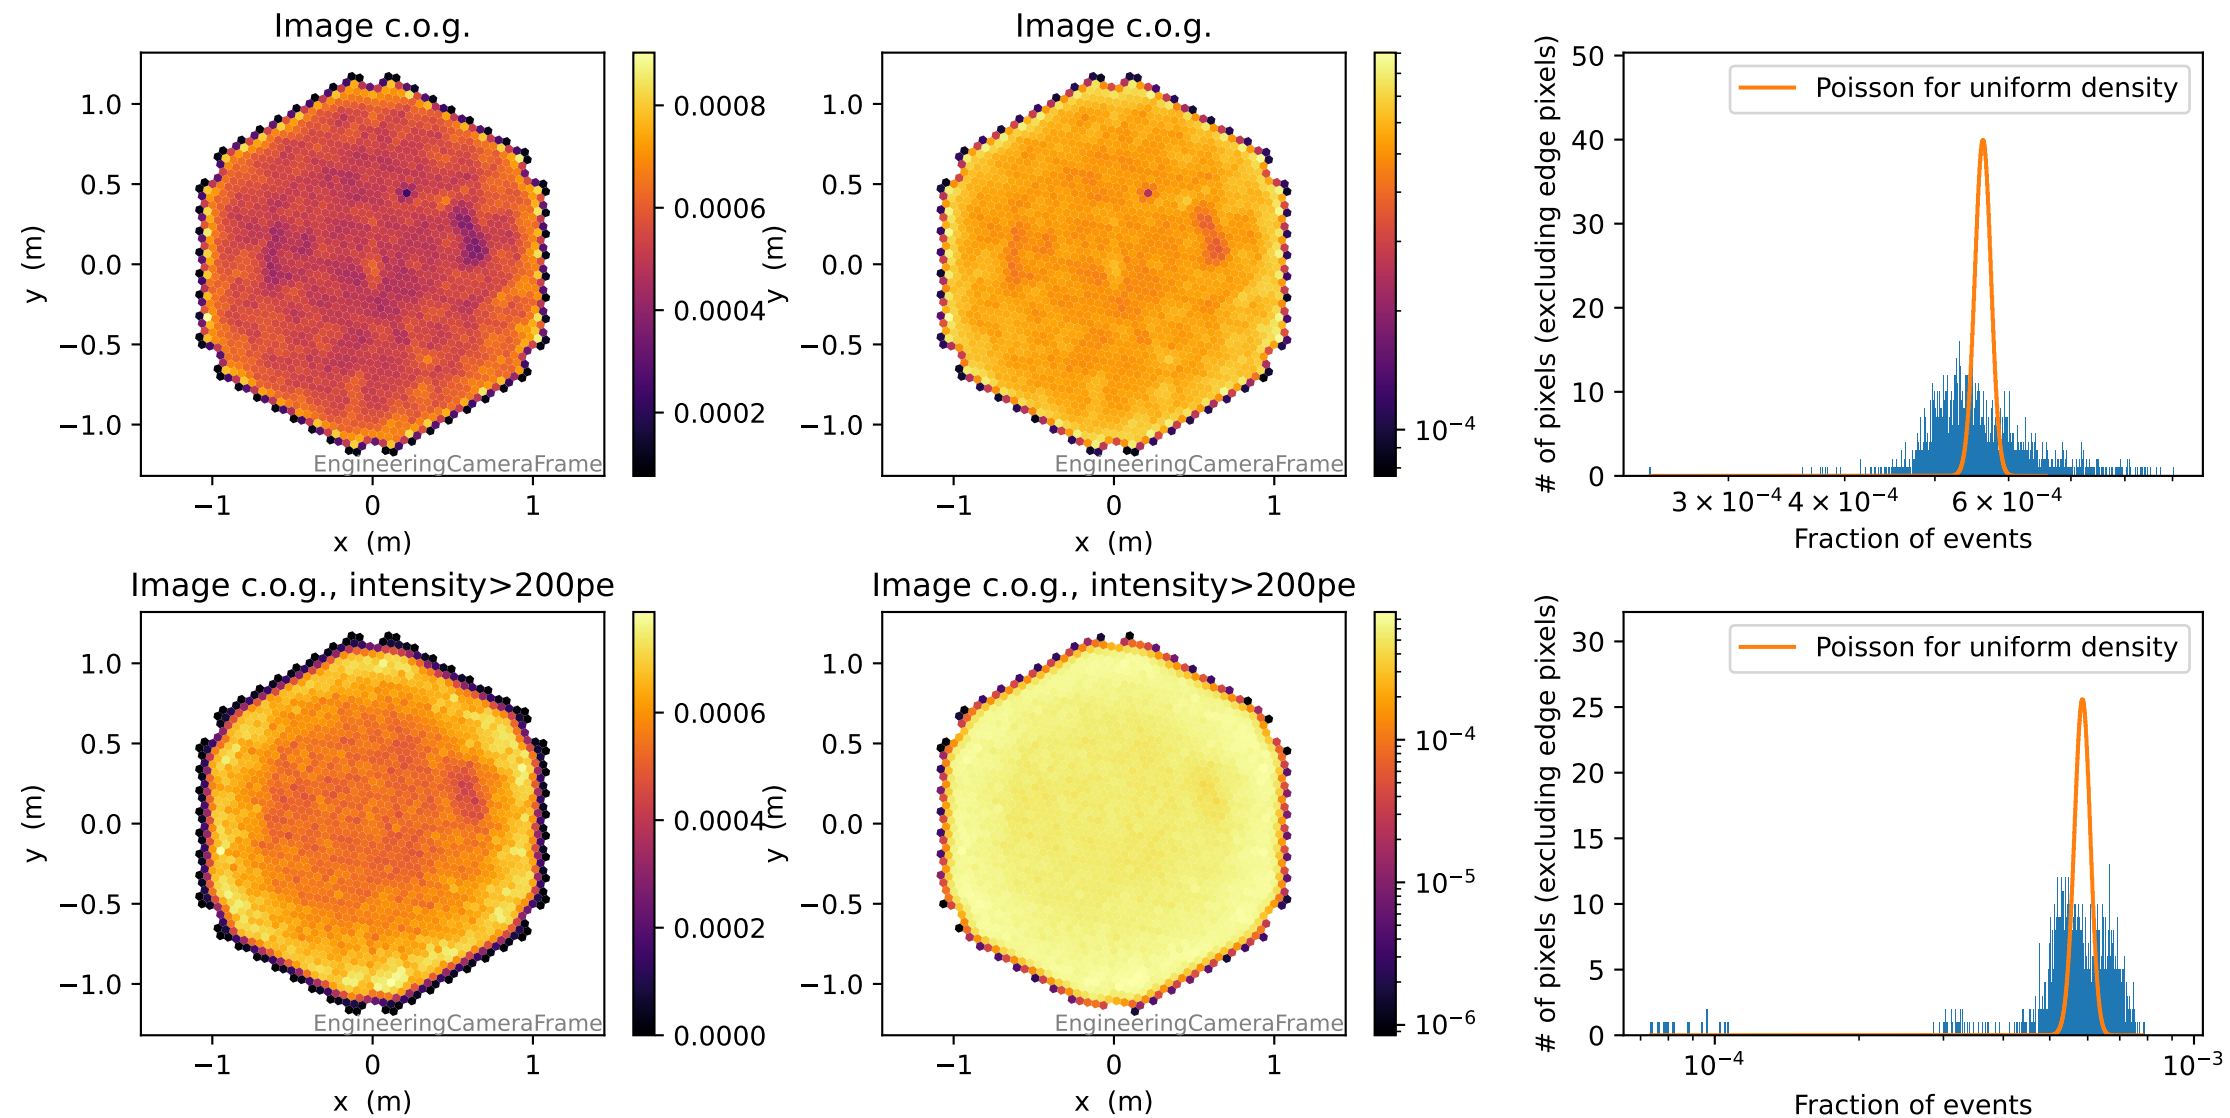 Image c.o.g.
1.0
0.5
0.0
−0.5
−1.0
y (m)
−1 0 1
x (m)
EngineeringCameraFrame
0.0008
0.0006
0.0004
0.0002
Image c.o.g.
1.0
0.5
0.0
−0.5
−1.0
y (m)
−1 0 1
x (m)
EngineeringCameraFrame
10⁻⁴
50
40
30
20
10
0
# of pixels (excluding edge pixels)
Poisson for uniform density
3 × 10⁻⁴ 4 × 10⁻⁴ 6 × 10⁻⁴
Fraction of events
Image c.o.g., intensity>200pe
1.0
0.5
0.0
−0.5
−1.0
y (m)
−1 0 1
x (m)
EngineeringCameraFrame
0.0006
0.0004
0.0002
0.0000
Image c.o.g., intensity>200pe
1.0
0.5
0.0
−0.5
−1.0
y (m)
−1 0 1
x (m)
EngineeringCameraFrame
10⁻⁴
10⁻⁵
10⁻⁶
30
25
20
15
10
5
0
# of pixels (excluding edge pixels)
Poisson for uniform density
10⁻⁴ 10⁻³
Fraction of events